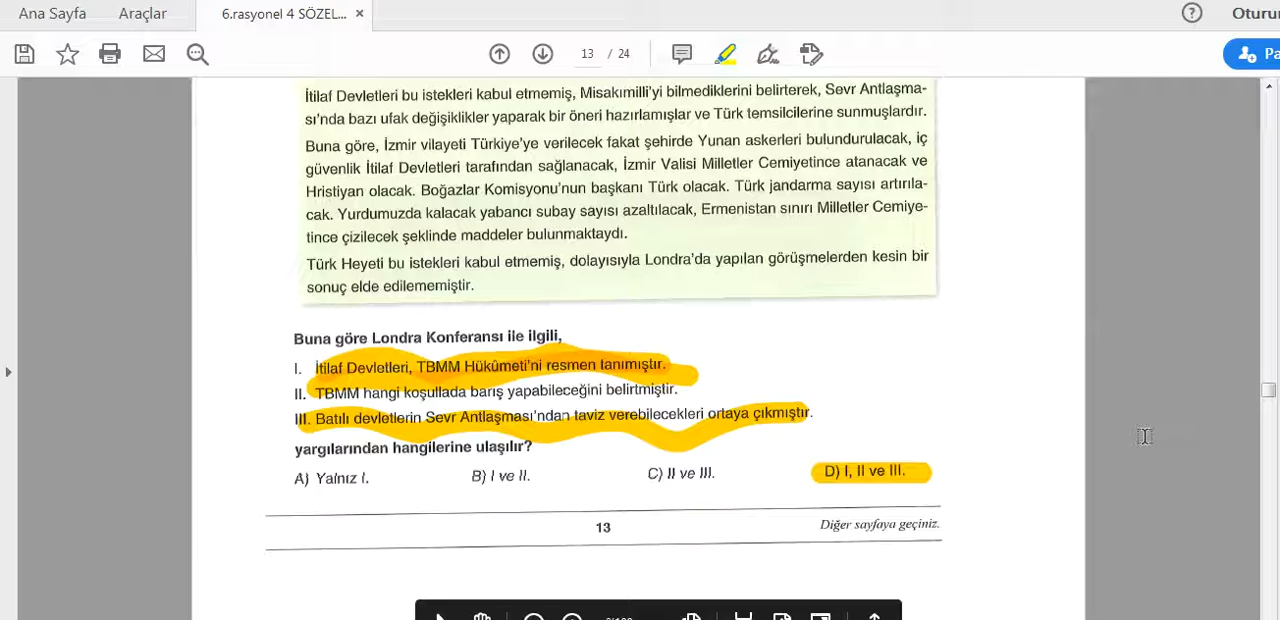 Ana Sayfa Araçlar 6.rasyonel 4 SÖZEL... × ? Oturu
13 / 24 Pa
İtilaf Devletleri bu istekleri kabul etmemiş, Misakımilli'yi bilmediklerini belirterek, Sevr Antlaşma-
sı'nda bazı ufak değişiklikler yaparak bir öneri hazırlamışlar ve Türk temsilcilerine sunmuşlardır.
Buna göre, İzmir vilayeti Türkiye'ye verilecek fakat şehirde Yunan askerleri bulundurulacak, iç
güvenlik İtilaf Devletleri tarafından sağlanacak, İzmir Valisi Milletler Cemiyetince atanacak ve
Hristiyan olacak. Boğazlar Komisyonu'nun başkanı Türk olacak. Türk jandarma sayısı artırıla-
cak. Yurdumuzda kalacak yabancı subay sayısı azaltılacak, Ermenistan sınırı Milletler Cemiye-
tince çizilecek şeklinde maddeler bulunmaktaydı.
Türk Heyeti bu istekleri kabul etmemiş, dolayısıyla Londra'da yapılan görüşmelerden kesin bir
sonuç elde edilememiştir.
Buna göre Londra Konferansı ile ilgili,
I. İtilaf Devletleri, TBMM Hükûmeti'ni resmen tanımıştır.
II. TBMM hangi koşullada barış yapabileceğini belirtmiştir.
III. Batılı devletlerin Sevr Antlaşması'ndan taviz verebilecekleri ortaya çıkmıştır.
yargılarından hangilerine ulaşılır?
A) Yalnız I. B) I ve II. C) II ve III. D) I, II ve III.
13 Diğer sayfaya geçiniz.